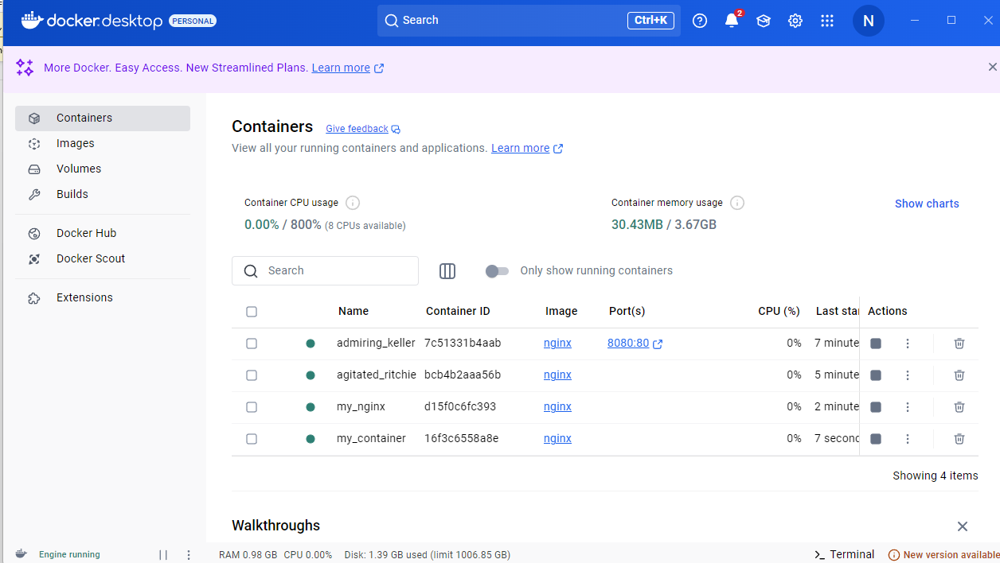 docker.desktop PERSONAL
Search Ctrl+K
2
N
More Docker. Easy Access. New Streamlined Plans. Learn more
Containers
Images
Volumes
Builds
Docker Hub
Docker Scout
Extensions
Containers Give feedback
View all your running containers and applications. Learn more
Container CPU usage
0.00% / 800% (8 CPUs available)
Container memory usage
30.43MB / 3.67GB
Show charts
Search
Only show running containers
Name Container ID Image Port(s) CPU (%) Last star Actions
admiring_keller 7c51331b4aab nginx 8080:80 0% 7 minute
agitated_ritchie bcb4b2aaa56b nginx 0% 5 minute
my_nginx d15f0c6fc393 nginx 0% 2 minute
my_container 16f3c6558a8e nginx 0% 7 second
Showing 4 items
Walkthroughs
Engine running
RAM 0.98 GB CPU 0.00% Disk: 1.39 GB used (limit 1006.85 GB)
>_ Terminal
New version available